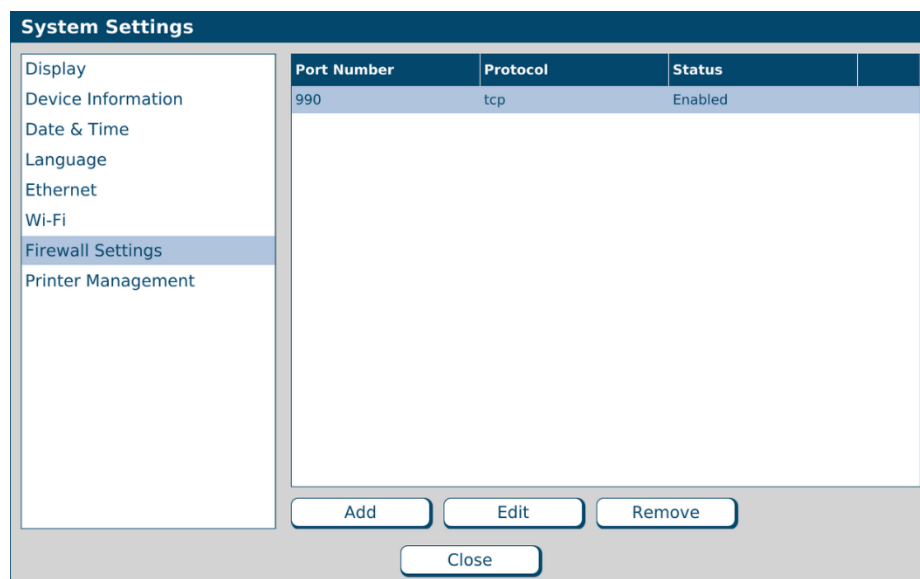 System Settings
Display
Device Information
Date & Time
Language
Ethernet
Wi-Fi
Firewall Settings
Printer Management
Port Number Protocol Status
990 tcp Enabled
Add Edit Remove
Close